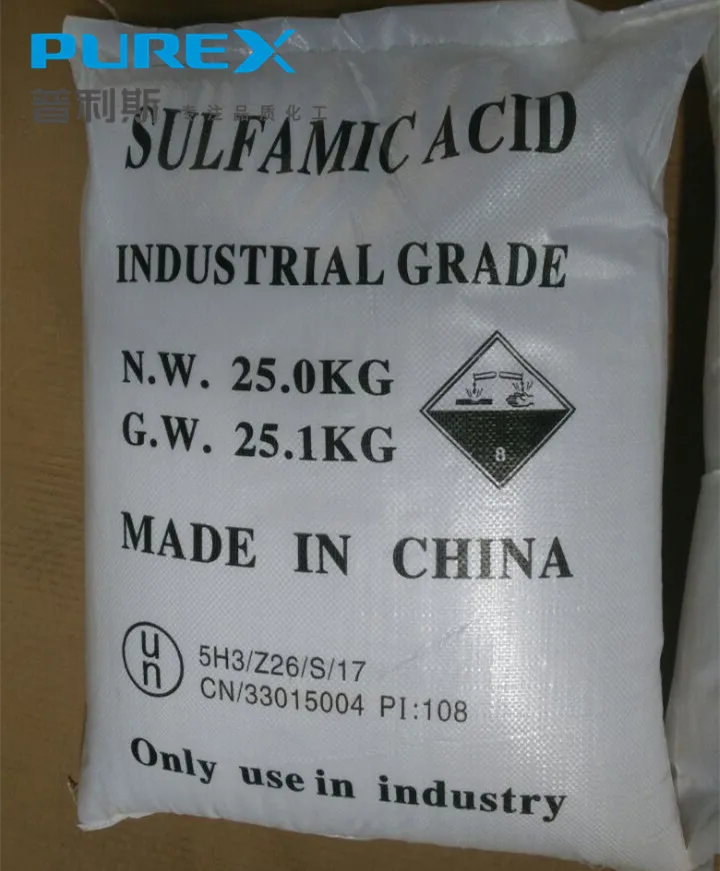 PUREX
普利斯 专注品质化工
SULFAMIC ACID
INDUSTRIAL GRADE
N.W. 25.0KG
G.W. 25.1KG
8
MADE IN CHINA
un
5H3/Z26/S/17
CN/33015004 PI:108
Only use in industry